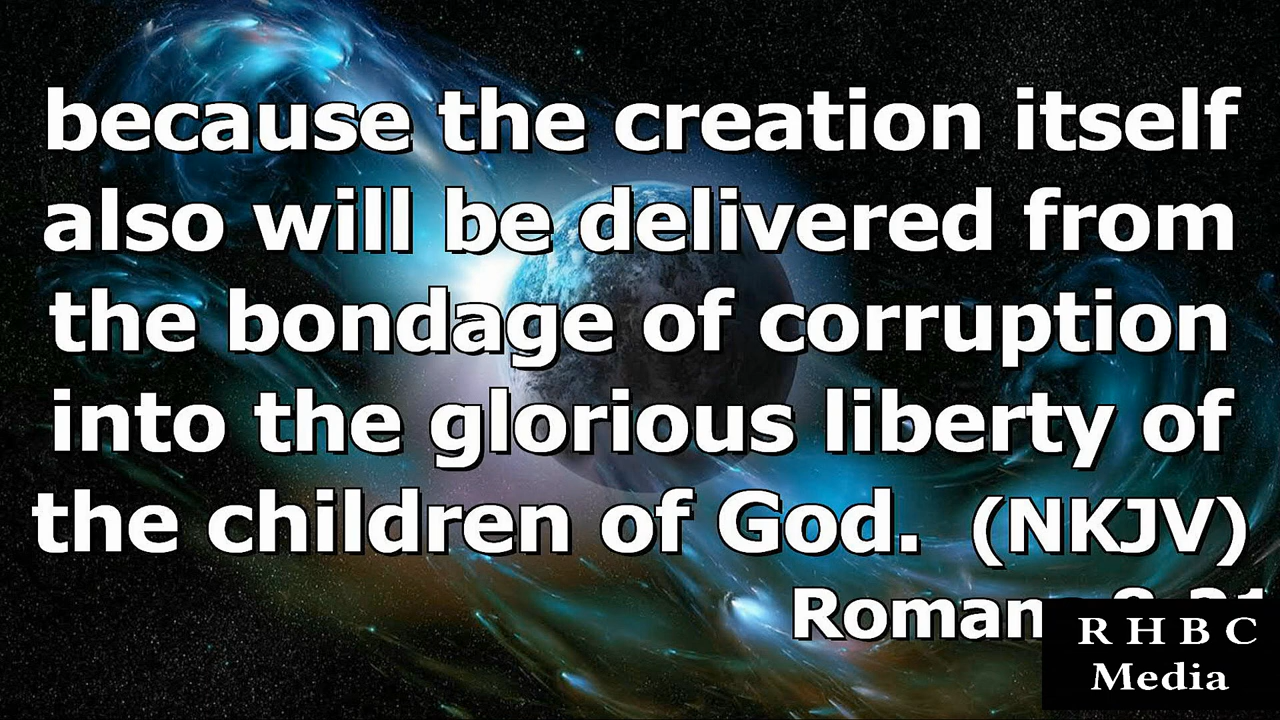 because the creation itself
also will be delivered from
the bondage of corruption
into the glorious liberty of
the children of God. (NKJV)
R H B C
Media